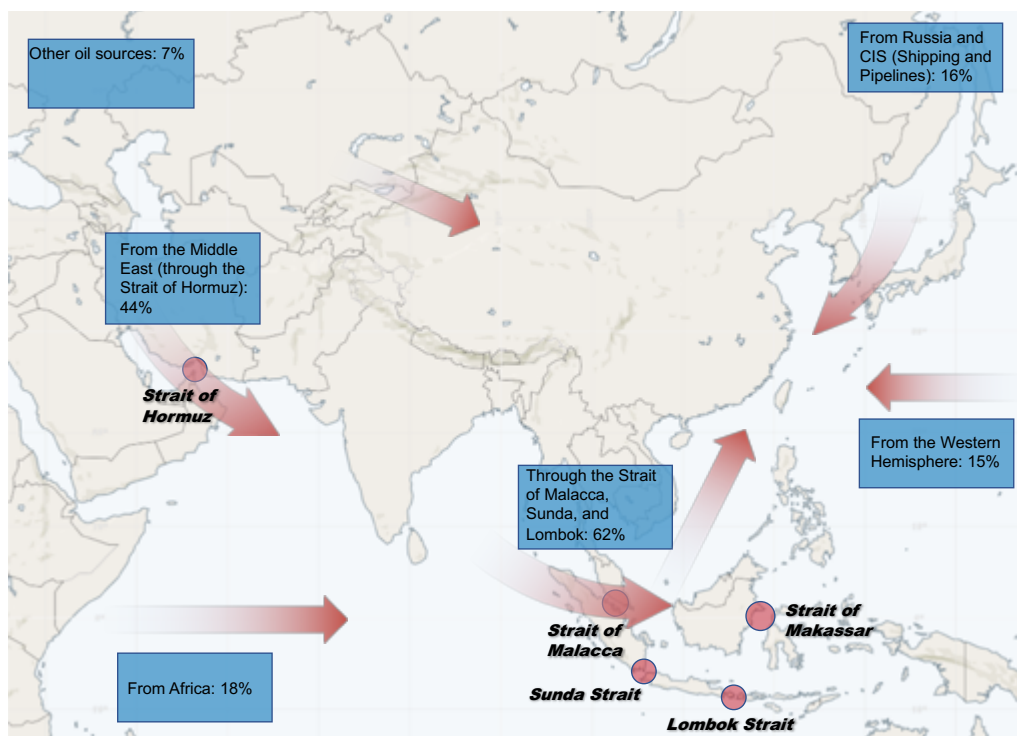 Other oil sources: 7%
From Russia and
CIS (Shipping and
Pipelines): 16%
From the Middle
East (through the
Strait of Hormuz):
44%
Strait of
Hormuz
From the Western
Hemisphere: 15%
Through the Strait
of Malacca,
Sunda, and
Lombok: 62%
Strait of
Malacca
Strait of
Makassar
From Africa: 18%
Sunda Strait
Lombok Strait